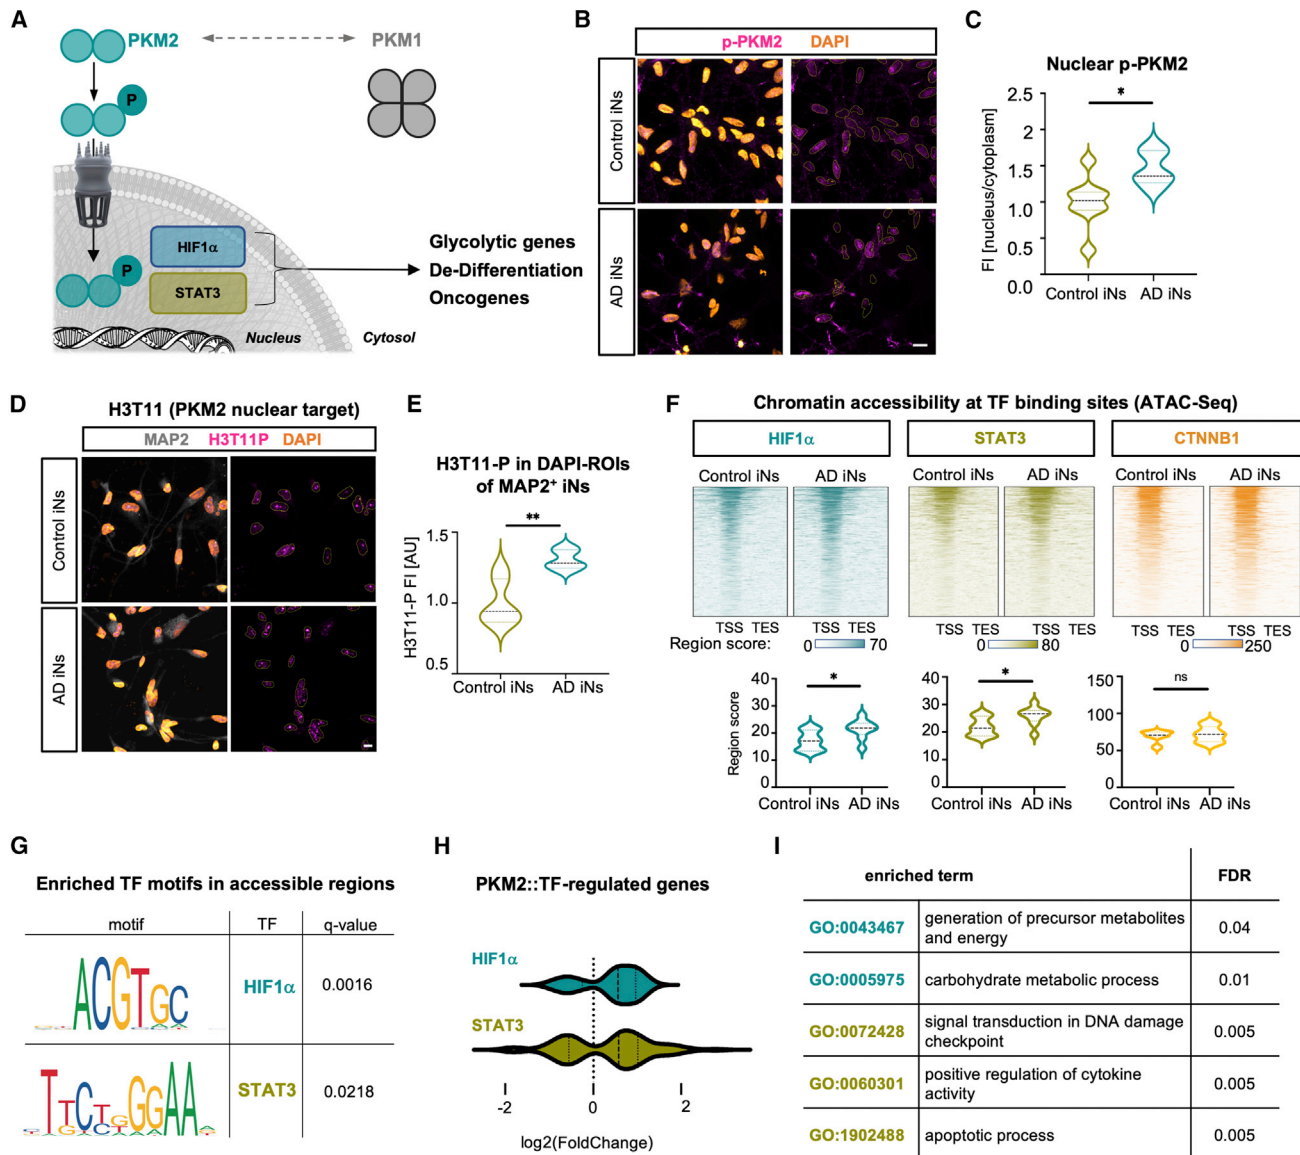 A
PKM2
PKM1
P
P
HIF1α
STAT3
Nucleus
Cytosol
Glycolytic genes
De-Differentiation
Oncogenes
B
p-PKM2 DAPI
Control iNs
AD iNs
C
Nuclear p-PKM2
*
FI [nucleus/cytoplasm]
2.5
2
1.5
1.0
0.5
0.0
Control iNs AD iNs
D
H3T11 (PKM2 nuclear target)
MAP2 H3T11P DAPI
Control iNs
AD iNs
E
H3T11-P in DAPI-ROIs
of MAP2+ iNs
**
H3T11-P FI [AU]
1.5
1.0
0.5
Control iNs AD iNs
F
Chromatin accessibility at TF binding sites (ATAC-Seq)
HIF1α STAT3 CTNNB1
Control iNs AD iNs Control iNs AD iNs Control iNs AD iNs
TSS TES TSS TES TSS TES TSS TES TSS TES TSS TES
Region score: 0 70 0 80 0 250
Region score
40
30
20
10
0
*
Control iNs AD iNs
40
30
20
10
0
*
Control iNs AD iNs
150
100
50
0
ns
Control iNs AD iNs
G
Enriched TF motifs in accessible regions
motif TF q-value
ACGTGC HIF1α 0.0016
TTCTGGGAA STAT3 0.0218
H
PKM2::TF-regulated genes
HIF1α
STAT3
-2 0 2
log2(FoldChange)
I
enriched term FDR
GO:0043467 generation of precursor metabolites
and energy 0.04
GO:0005975 carbohydrate metabolic process 0.01
GO:0072428 signal transduction in DNA damage
checkpoint 0.005
GO:0060301 positive regulation of cytokine
activity 0.005
GO:1902488 apoptotic process 0.005